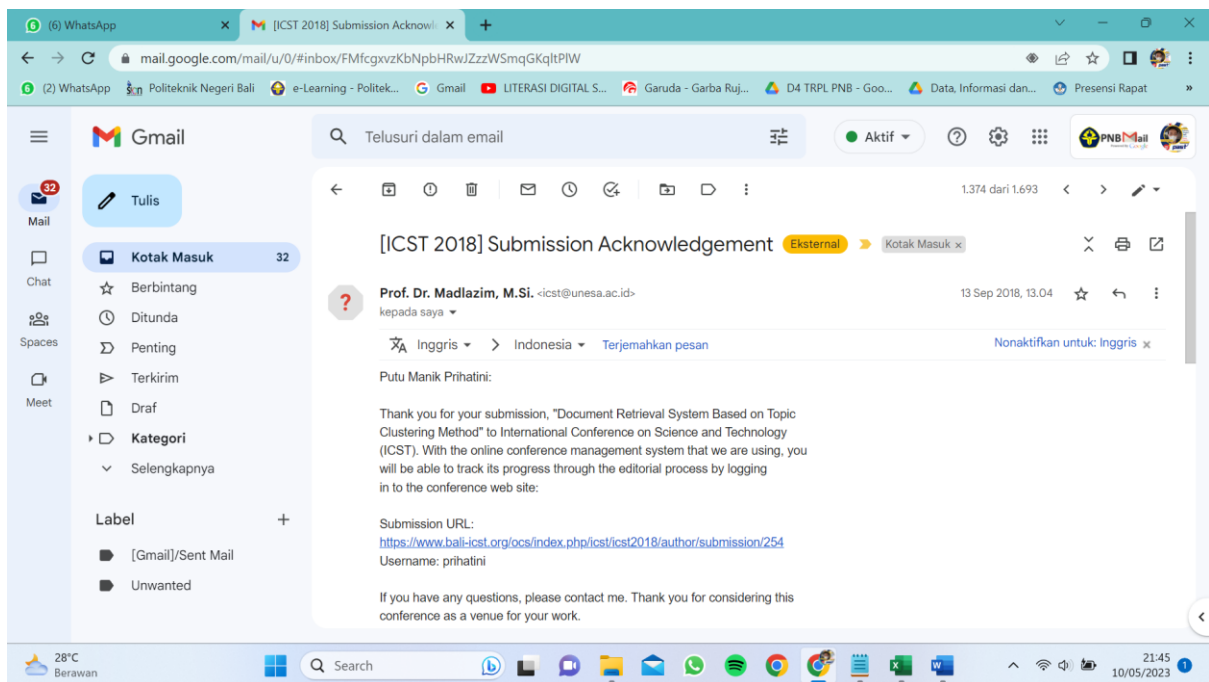 (6) WhatsApp
[ICST 2018] Submission Acknowl
mail.google.com/mail/u/0/#inbox/FMfcgxvzKbNpbHRwJZzzWSmqGKqltPlW
(2) WhatsApp Politeknik Negeri Bali e-Learning - Politek... Gmail LITERASI DIGITAL S... Garuda - Garba Ruj... D4 TRPL PNB - Goo... Data, Informasi dan... Presensi Rapat »
Gmail
Telusuri dalam email
Aktif
PNBMail
32
Mail
Chat
Spaces
Meet
Tulis
Kotak Masuk 32
Berbintang
Ditunda
Penting
Terkirim
Draf
Kategori
Selengkapnya
Label +
[Gmail]/Sent Mail
Unwanted
1.374 dari 1.693
[ICST 2018] Submission Acknowledgement Eksternal Kotak Masuk ×
Prof. Dr. Madlazim, M.Si. <icst@unesa.ac.id> 13 Sep 2018, 13.04
kepada saya
Inggris > Indonesia Terjemahkan pesan Nonaktifkan untuk: Inggris ×
Putu Manik Prihatini:
Thank you for your submission, "Document Retrieval System Based on Topic
Clustering Method" to International Conference on Science and Technology
(ICST). With the online conference management system that we are using, you
will be able to track its progress through the editorial process by logging
in to the conference web site:
Submission URL:
https://www.bali-icst.org/ocs/index.php/icst/icst2018/author/submission/254
Username: prihatini
If you have any questions, please contact me. Thank you for considering this
conference as a venue for your work.
28°C
Berawan
Search
21:45
10/05/2023
1